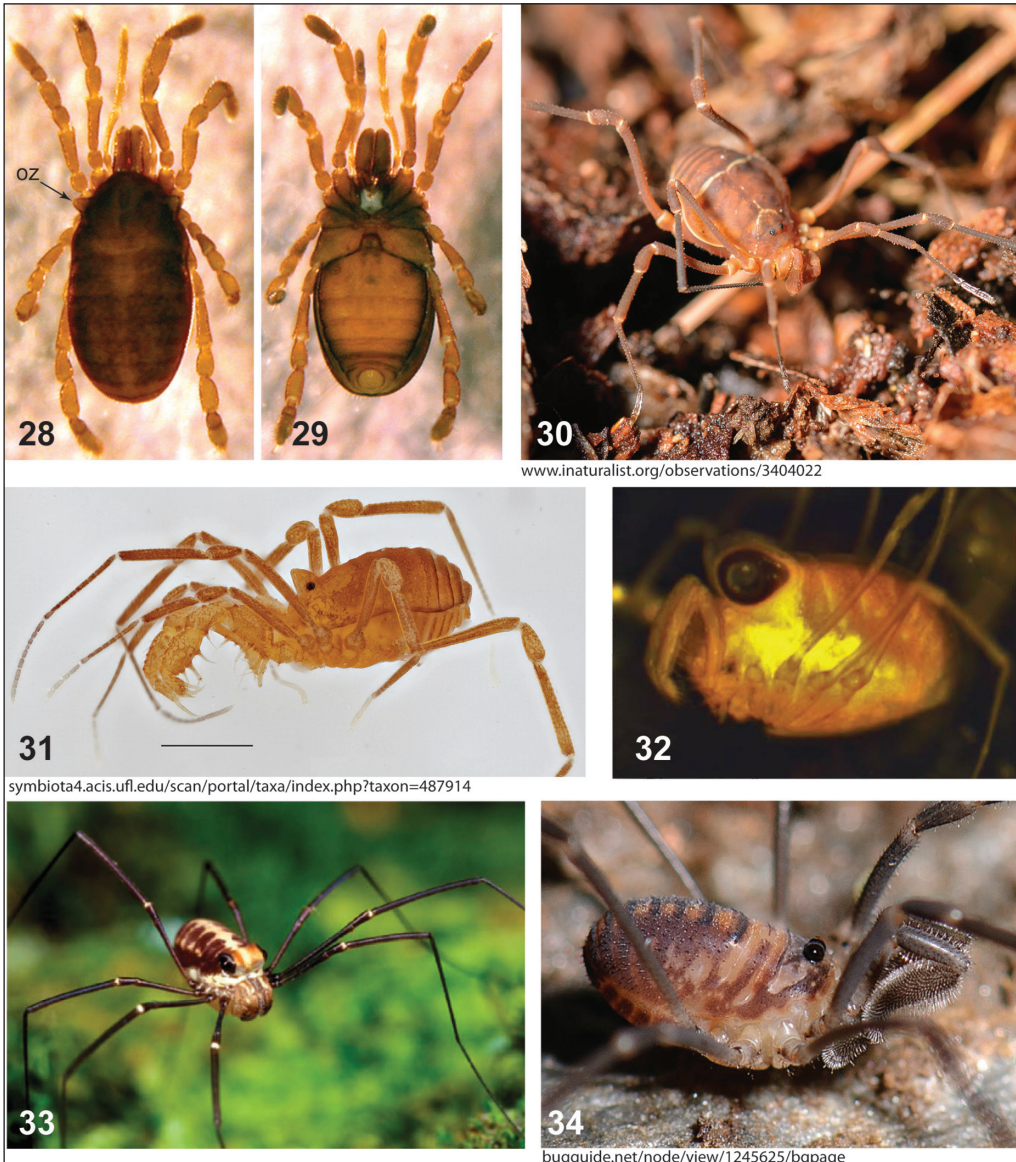 oz
28
29
30
www.inaturalist.org/observations/3404022
31
32
symbiota4.acis.ufl.edu/scan/portal/taxa/index.php?taxon=487914
33
34
bugguide.net/node/view/1245625/bgpage